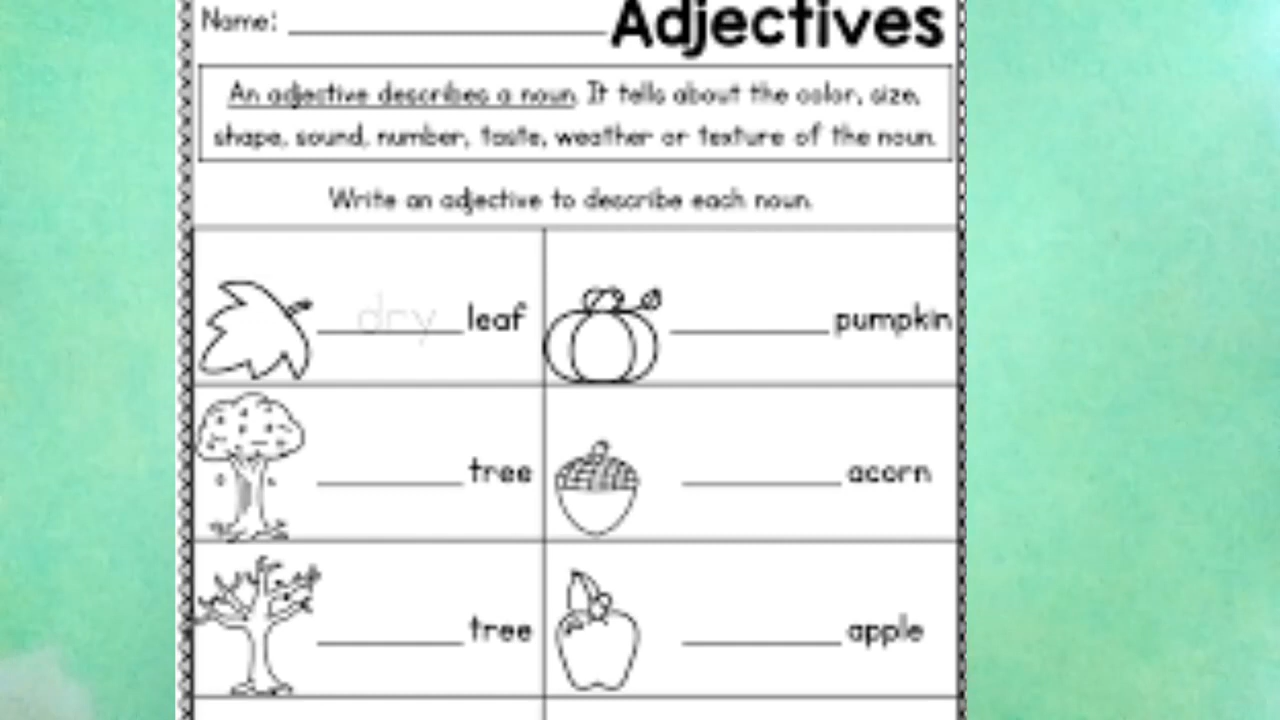 Name: Adjectives
An adjective describes a noun. It tells about the color, size,
shape, sound, number, taste, weather or texture of the noun.
Write an adjective to describe each noun.
dry leaf
pumpkin
tree
acorn
tree
apple